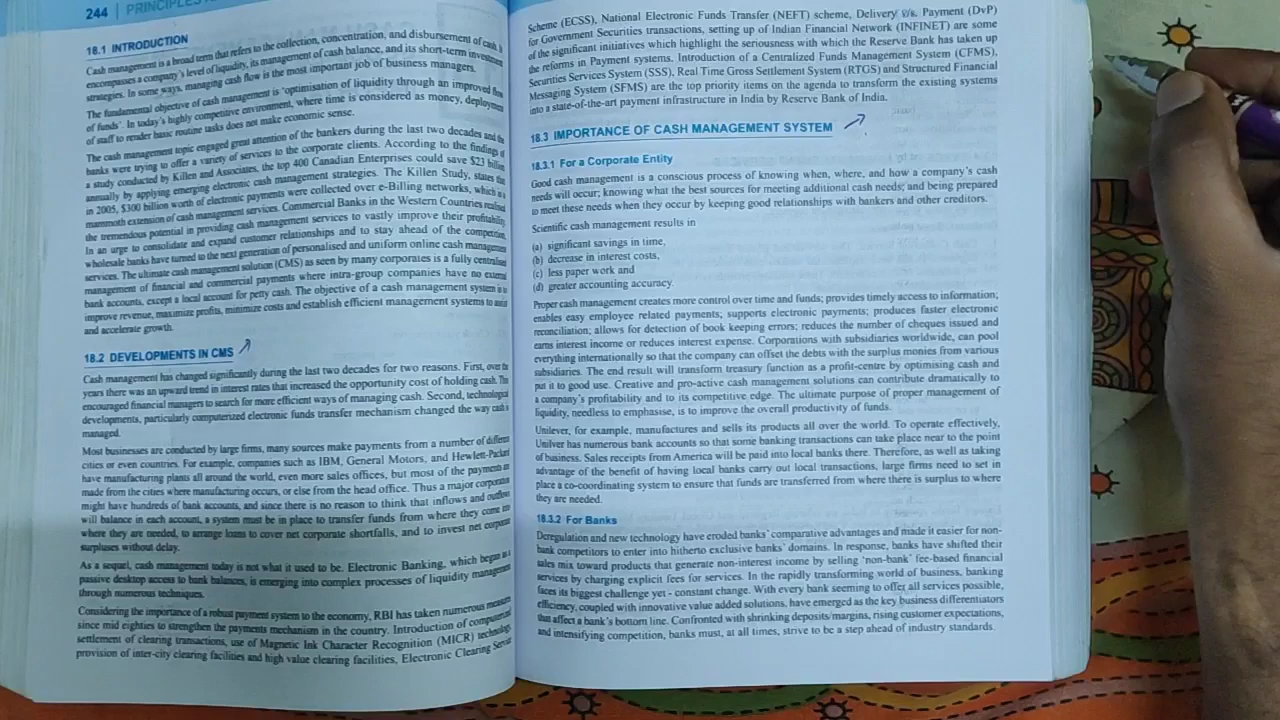 244 | PRINCIPLES
18.1 INTRODUCTION
Cash management is a broad term that refers to the collection, concentration, and disbursement of cash. It
encompasses a company's level of liquidity, its management of cash balance, and its short-term investment
strategies. In some ways, managing cash flow is the most important job of business managers.
The fundamental objective of cash management is 'optimisation of liquidity through an improved flow
of funds'. In today's highly competitive environment, where time is considered as money, deployment
of staff to render basic routine tasks does not make economic sense.
The cash management topic engaged great attention of the bankers during the last two decades and the
banks were trying to offer a variety of services to the corporate clients. According to the findings of
a study conducted by Killen and Associates, the top 400 Canadian Enterprises could save $23 billion
annually by applying emerging electronic cash management strategies. The Killen Study, states that
in 2005, $300 billion worth of electronic payments were collected over e-Billing networks, which is a
mammoth extension of cash management services. Commercial Banks in the Western Countries realised
the tremendous potential in providing cash management services to vastly improve their profitability.
In an urge to consolidate and expand customer relationships and to stay ahead of the competition,
wholesale banks have turned to the next generation of personalised and uniform online cash management
services. The ultimate cash management solution (CMS) as seen by many corporates is a fully centralised
management of financial and commercial payments where intra-group companies have no external
bank accounts, except a local account for petty cash. The objective of a cash management system is to
improve revenue, maximize profits, minimize costs and establish efficient management systems to assist
and accelerate growth.
18.2 DEVELOPMENTS IN CMS
Cash management has changed significantly during the last two decades for two reasons. First, over the
years there was an upward trend in interest rates that increased the opportunity cost of holding cash. This
encouraged financial managers to search for more efficient ways of managing cash. Second, technological
developments, particularly computerized electronic funds transfer mechanism changed the way cash is
managed.
Most businesses are conducted by large firms, many sources make payments from a number of different
cities or even countries. For example, companies such as IBM, General Motors, and Hewlett-Packard
have manufacturing plants all around the world, even more sales offices, but most of the payments are
made from the cities where manufacturing occurs, or else from the head office. Thus a major corporation
might have hundreds of bank accounts, and since there is no reason to think that inflows and outflows
will balance in each account, a system must be in place to transfer funds from where they come to
where they are needed, to arrange loans to cover net corporate shortfalls, and to invest net corporate
surpluses without delay.
As a sequel, cash management today is not what it used to be. Electronic Banking, which began as a
passive desktop access to bank balances, is emerging into complex processes of liquidity management
through numerous techniques.
Considering the importance of a robust payment system to the economy, RBI has taken numerous measures
since mid eighties to strengthen the payments mechanism in the country. Introduction of computerised
settlement of clearing transactions, use of Magnetic Ink Character Recognition (MICR) technology,
provision of inter-city clearing facilities and high value clearing facilities, Electronic Clearing Service
Scheme (ECSS), National Electronic Funds Transfer (NEFT) scheme, Delivery v/s. Payment (DvP)
for Government Securities transactions, setting up of Indian Financial Network (INFINET) are some
of the significant initiatives which highlight the seriousness with which the Reserve Bank has taken up
the reforms in Payment systems. Introduction of a Centralized Funds Management System (CFMS),
Securities Services System (SSS), Real Time Gross Settlement System (RTGS) and Structured Financial
Messaging System (SFMS) are the top priority items on the agenda to transform the existing systems
into a state-of-the-art payment infrastructure in India by Reserve Bank of India.
18.3 IMPORTANCE OF CASH MANAGEMENT SYSTEM
18.3.1 For a Corporate Entity
Good cash management is a conscious process of knowing when, where, and how a company's cash
needs will occur; knowing what the best sources for meeting additional cash needs; and being prepared
to meet these needs when they occur by keeping good relationships with bankers and other creditors.
Scientific cash management results in
(a) significant savings in time,
(b) decrease in interest costs,
(c) less paper work and
(d) greater accounting accuracy.
Proper cash management creates more control over time and funds; provides timely access to information;
enables easy employee related payments; supports electronic payments; produces faster electronic
reconciliation; allows for detection of book keeping errors; reduces the number of cheques issued and
earns interest income or reduces interest expense. Corporations with subsidiaries worldwide, can pool
everything internationally so that the company can offset the debts with the surplus monies from various
subsidiaries. The end result will transform treasury function as a profit-centre by optimising cash and
put it to good use. Creative and pro-active cash management solutions can contribute dramatically to
a company's profitability and to its competitive edge. The ultimate purpose of proper management of
liquidity, needless to emphasise, is to improve the overall productivity of funds.
Unilever, for example, manufactures and sells its products all over the world. To operate effectively,
Unilver has numerous bank accounts so that some banking transactions can take place near to the point
of business. Sales receipts from America will be paid into local banks there. Therefore, as well as taking
advantage of the benefit of having local banks carry out local transactions, large firms need to set in
place a co-coordinating system to ensure that funds are transferred from where there is surplus to where
they are needed.
18.3.2 For Banks
Deregulation and new technology have eroded banks' comparative advantages and made it easier for non-
bank competitors to enter into hitherto exclusive banks' domains. In response, banks have shifted their
sales mix toward products that generate non-interest income by selling 'non-bank' fee-based financial
services by charging explicit fees for services. In the rapidly transforming world of business, banking
faces its biggest challenge yet - constant change. With every bank seeming to offer all services possible,
efficiency, coupled with innovative value added solutions, have emerged as the key business differentiators
that affect a bank's bottom line. Confronted with shrinking deposits/margins, rising customer expectations,
and intensifying competition, banks must, at all times, strive to be a step ahead of industry standards.